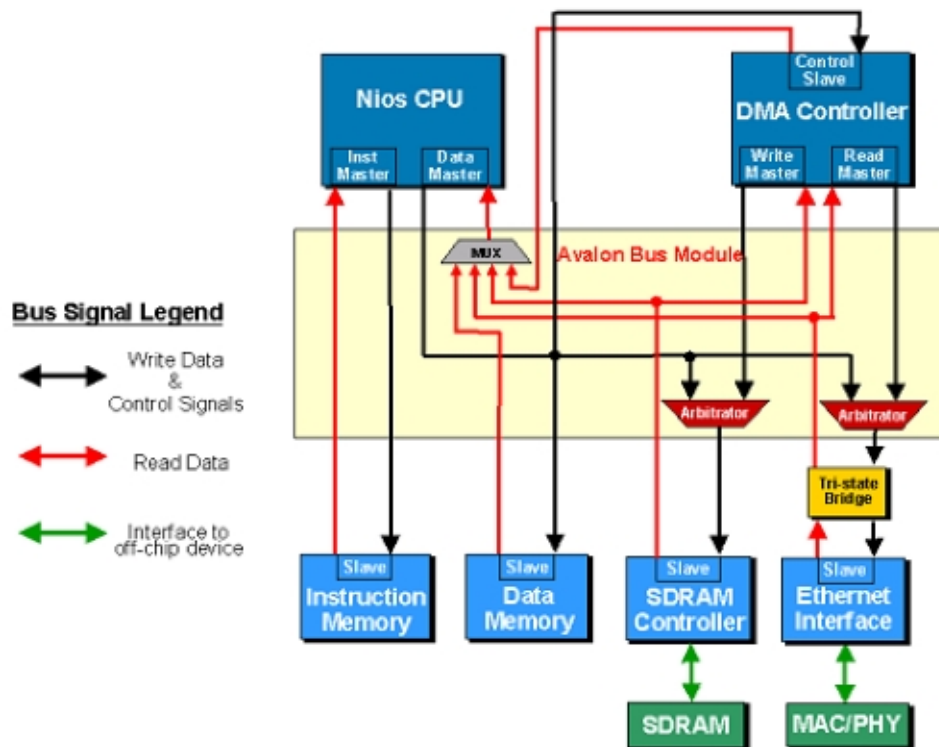 Control
Slave
Nios CPU
DMA Controller
Inst
Master
Data
Master
Write
Master
Read
Master
MUX
Avalon Bus Module
Bus Signal Legend
Write Data
&
Control Signals
Read Data
Interface to
off-chip device
Arbitrator
Arbitrator
Tri-state
Bridge
Slave
Instruction
Memory
Slave
Data
Memory
Slave
SDRAM
Controller
Slave
Ethernet
Interface
SDRAM
MAC/PHY